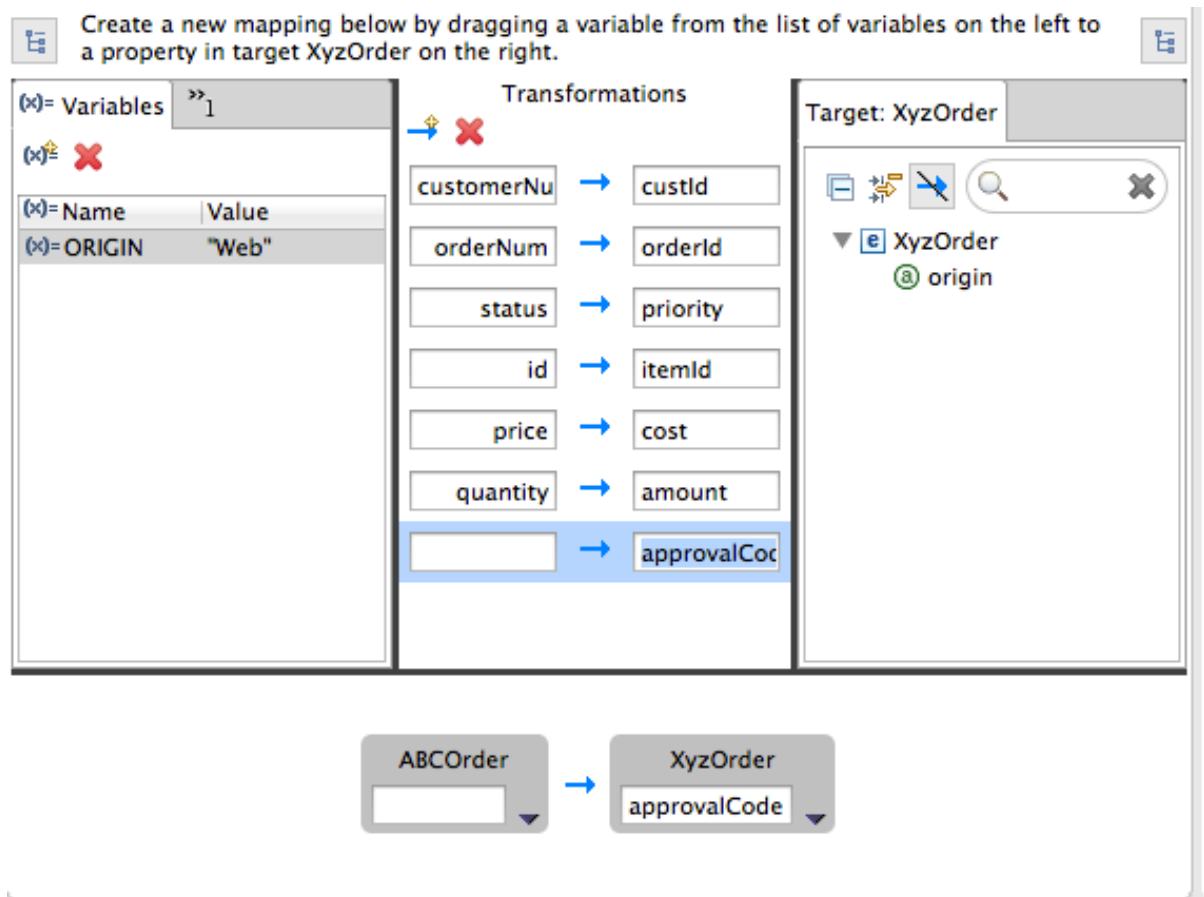 Create a new mapping below by dragging a variable from the list of variables on the left to
a property in target XyzOrder on the right.
(x)= Variables »1
Transformations
Target: XyzOrder
(x)=
(x)= Name Value
(x)= ORIGIN "Web"
customerNu custId
orderNum orderId
status priority
id itemId
price cost
quantity amount
approvalCod
e XyzOrder
a origin
ABCOrder XyzOrder
approvalCode